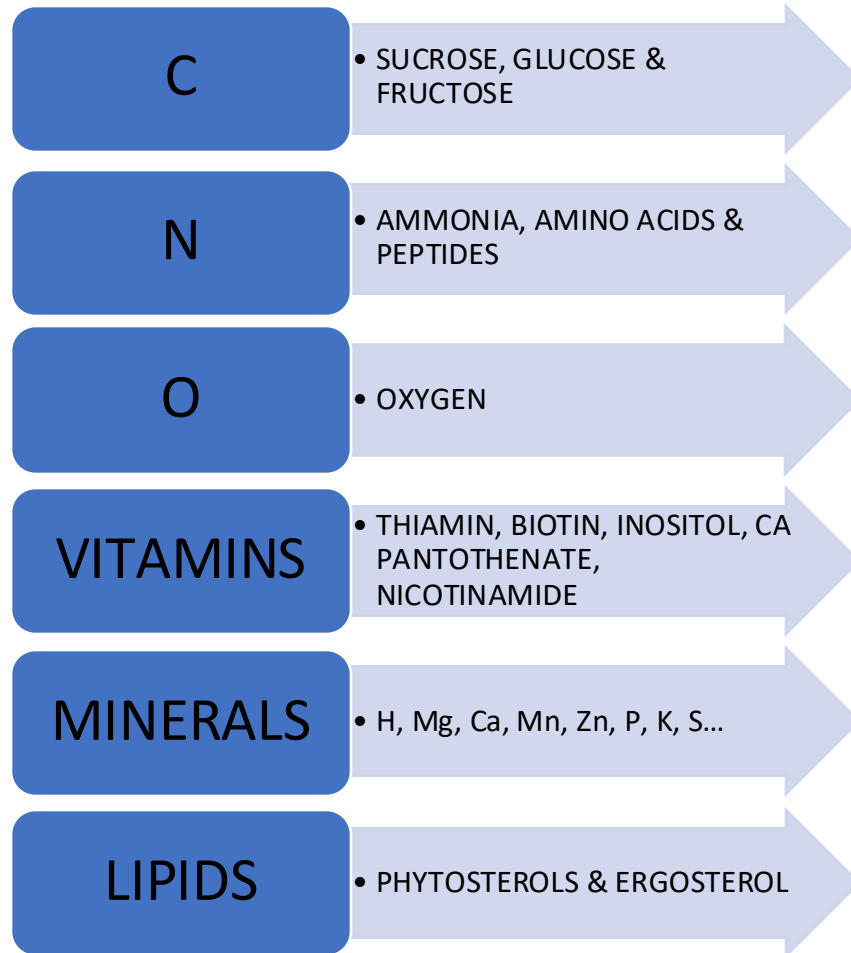 C
• SUCROSE, GLUCOSE &
FRUCTOSE
N
• AMMONIA, AMINO ACIDS &
PEPTIDES
O
• OXYGEN
VITAMINS
• THIAMIN, BIOTIN, INOSITOL, CA
PANTOTHENATE,
NICOTINAMIDE
MINERALS
• H, Mg, Ca, Mn, Zn, P, K, S...
LIPIDS
• PHYTOSTEROLS & ERGOSTEROL